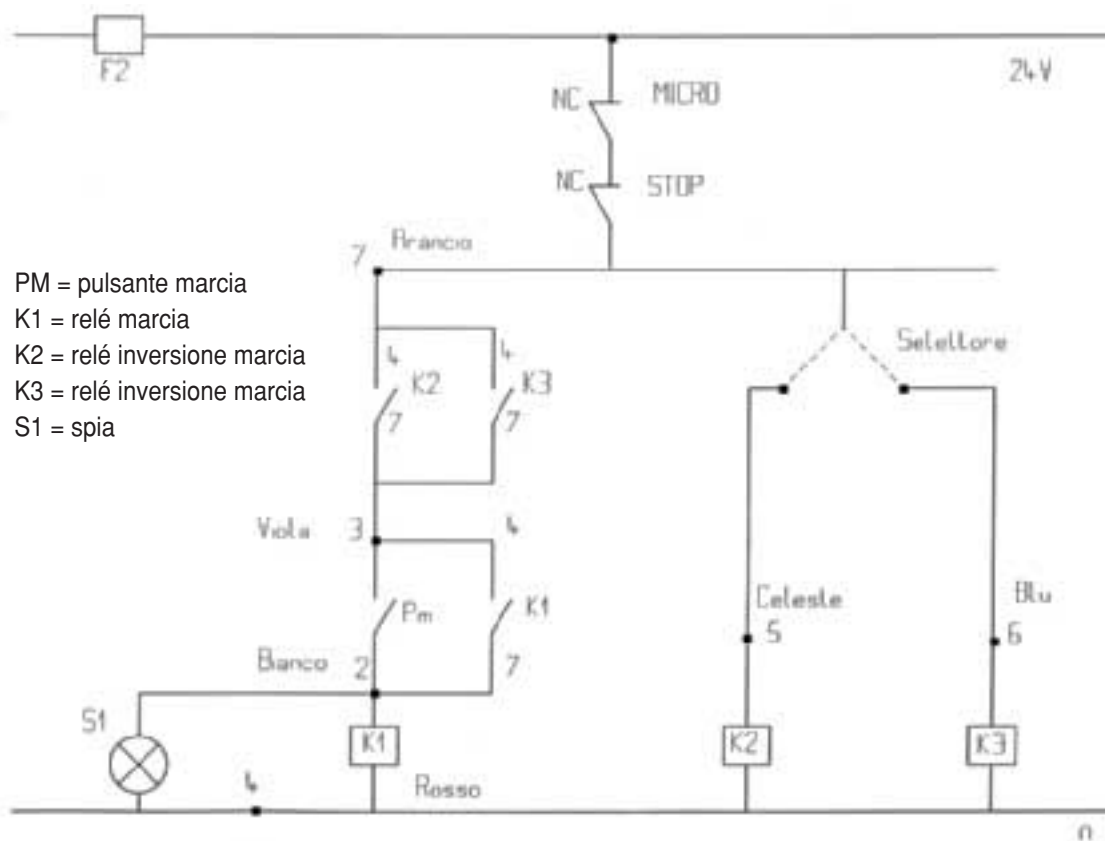 F2
24V
NC MICRO
NC STOP
7 Arancio
PM = pulsante marcia
K1 = relé marcia
K2 = relé inversione marcia
K3 = relé inversione marcia
S1 = spia
Selettore
4 4
K2 K3
7 7
Viola 3 4
Pm K1
Celeste Blu
5 6
Bianco 2 7
S1
K1 K2 K3
4 Rosso
0